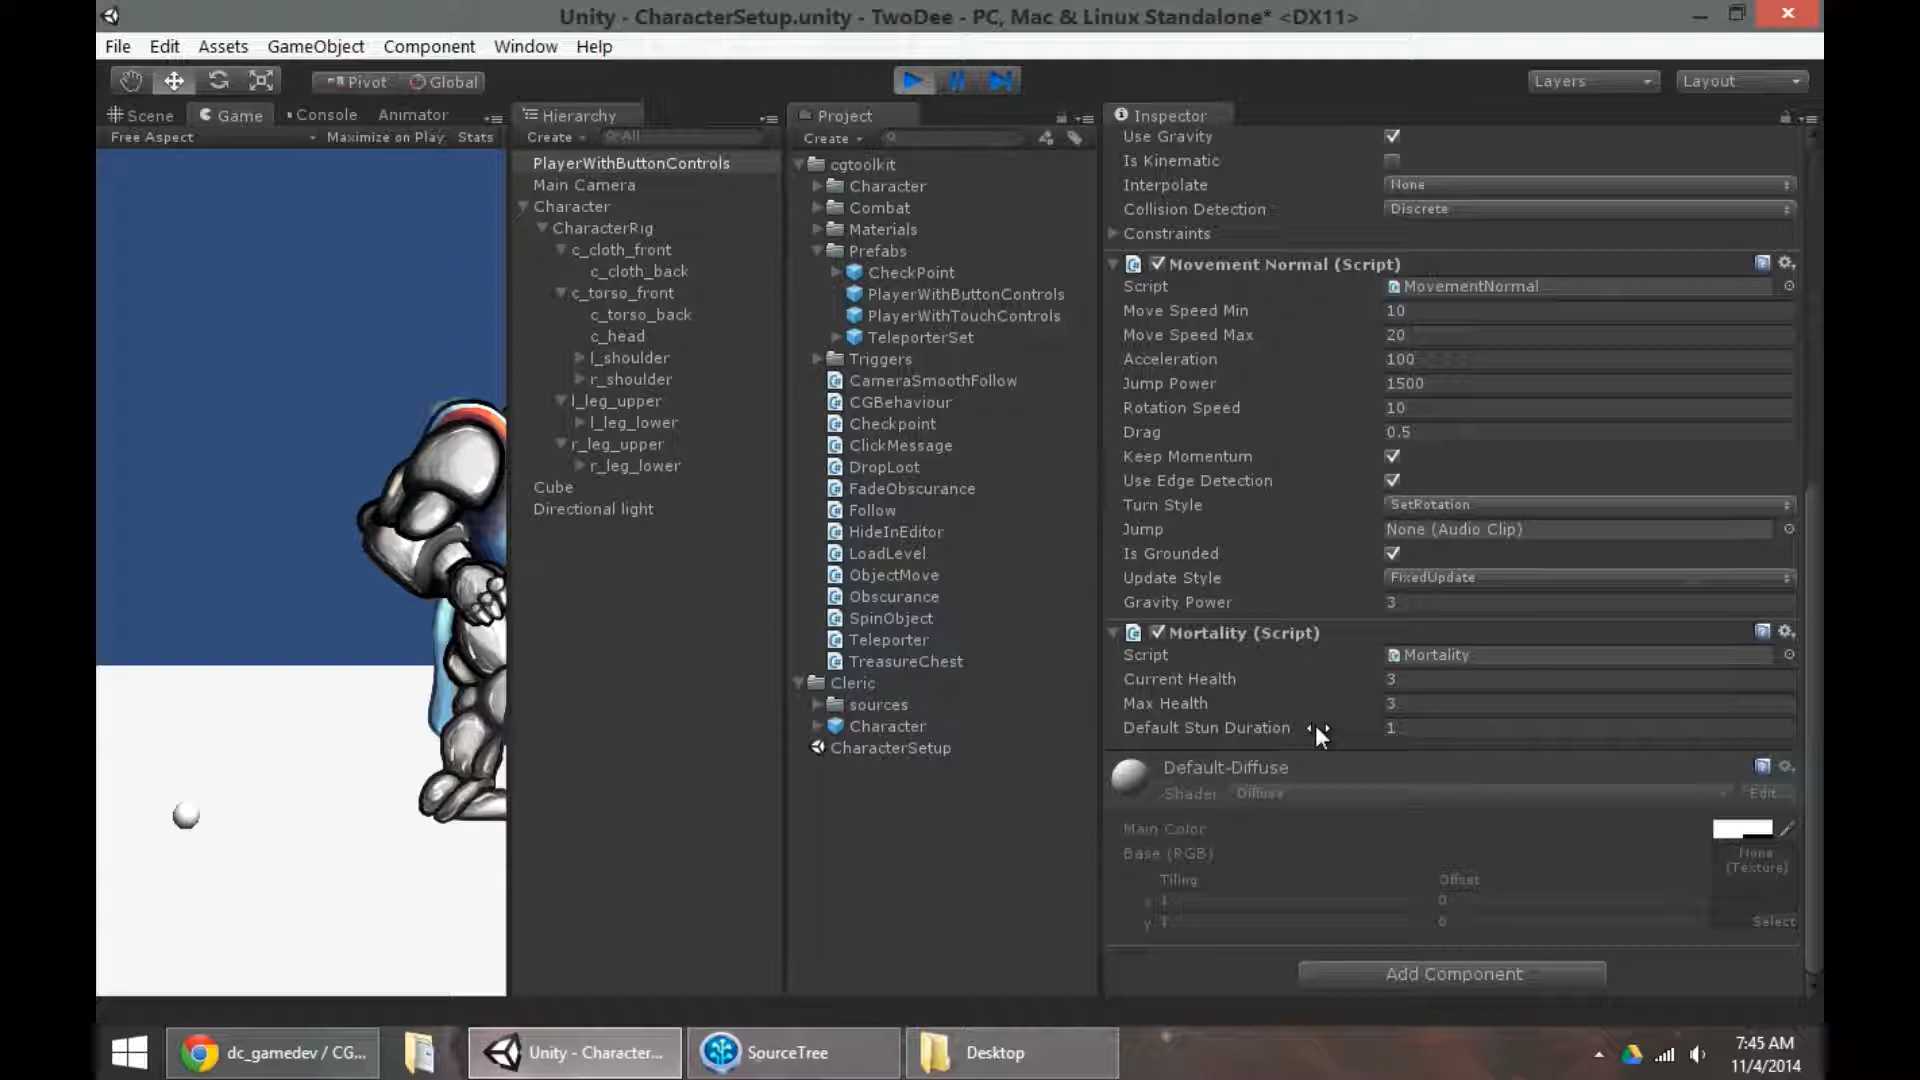 Unity - CharacterSetup.unity - TwoDee - PC, Mac & Linux Standalone* <DX11>
File Edit Assets GameObject Component Window Help
Pivot Global Layers Layout
Scene Game Console Animator
Free Aspect Maximize on Play Stats
Hierarchy
Create All
PlayerWithButtonControls
Main Camera
Character
CharacterRig
c_cloth_front
c_cloth_back
c_torso_front
c_torso_back
c_head
l_shoulder
r_shoulder
l_leg_upper
l_leg_lower
r_leg_upper
r_leg_lower
Cube
Directional light
Project
Create
cgtoolkit
Character
Combat
Materials
Prefabs
CheckPoint
PlayerWithButtonControls
PlayerWithTouchControls
TeleporterSet
Triggers
CameraSmoothFollow
CGBehaviour
Checkpoint
ClickMessage
DropLoot
FadeObscurance
Follow
HideInEditor
LoadLevel
ObjectMove
Obscurance
SpinObject
Teleporter
TreasureChest
Cleric
sources
Character
CharacterSetup
Inspector
Use Gravity
Is Kinematic
Interpolate None
Collision Detection Discrete
Constraints
Movement Normal (Script)
Script MovementNormal
Move Speed Min 10
Move Speed Max 20
Acceleration 100
Jump Power 1500
Rotation Speed 10
Drag 0.5
Keep Momentum
Use Edge Detection
Turn Style SetRotation
Jump None (Audio Clip)
Is Grounded
Update Style FixedUpdate
Gravity Power 3
Mortality (Script)
Script Mortality
Current Health 3
Max Health 3
Default Stun Duration 1
Default-Diffuse
Shader Diffuse Edit...
Main Color
Base (RGB)
None
(Texture)
Tiling Offset
x 1 0
y 1 0
Select
Add Component
dc_gamedev / CG... Unity - Character... SourceTree Desktop
7:45 AM
11/4/2014